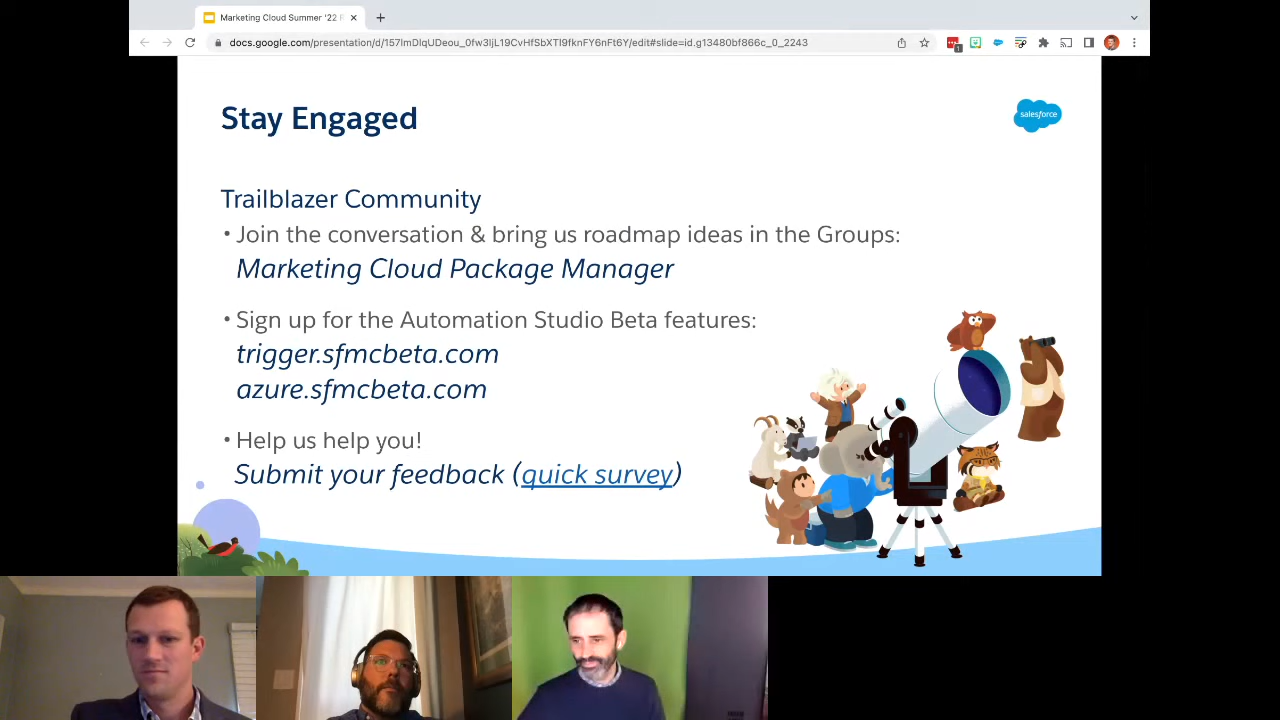 Marketing Cloud Summer '22 R
docs.google.com/presentation/d/157lmDlqUDeou_0fw3ljL19CvHfSbXTl9fknFY6nFt6Y/edit#slide=id.g13480bf866c_0_2243
1
Stay Engaged
salesforce
Trailblazer Community
• Join the conversation & bring us roadmap ideas in the Groups:
Marketing Cloud Package Manager
• Sign up for the Automation Studio Beta features:
trigger.sfmcbeta.com
azure.sfmcbeta.com
• Help us help you!
Submit your feedback (quick survey)